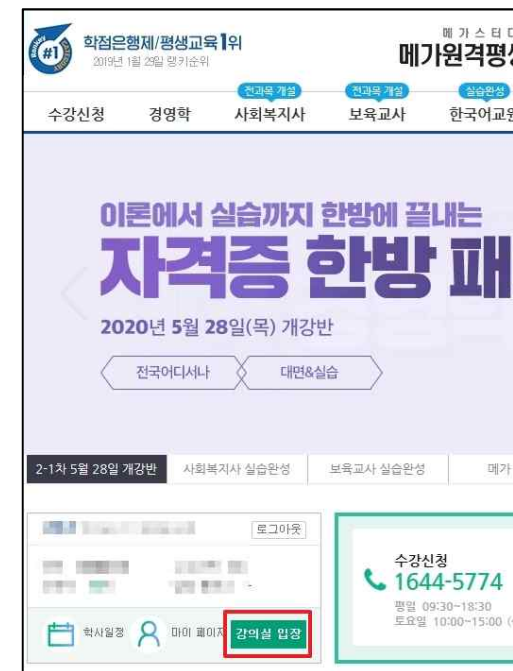 #1
학점은행제/평생교육1위
2019년 1월 29일 랭키순위
메가스터디
메가원격평생
전과목 개설
전과목 개설
실습완성
수강신청 경영학 사회복지사 보육교사 한국어교원
이론에서 실습까지 한방에 끝내는
자격증 한방 패
2020년 5월 28일(목) 개강반
전국어디서나 대면&실습
2-1차 5월 28일 개강반 사회복지사 실습완성 보육교사 실습완성 메가
로그아웃
학사일정 마이 페이지 강의실 입장
수강신청
1644-5774
평일 09:30~18:30
토요일 10:00~15:00